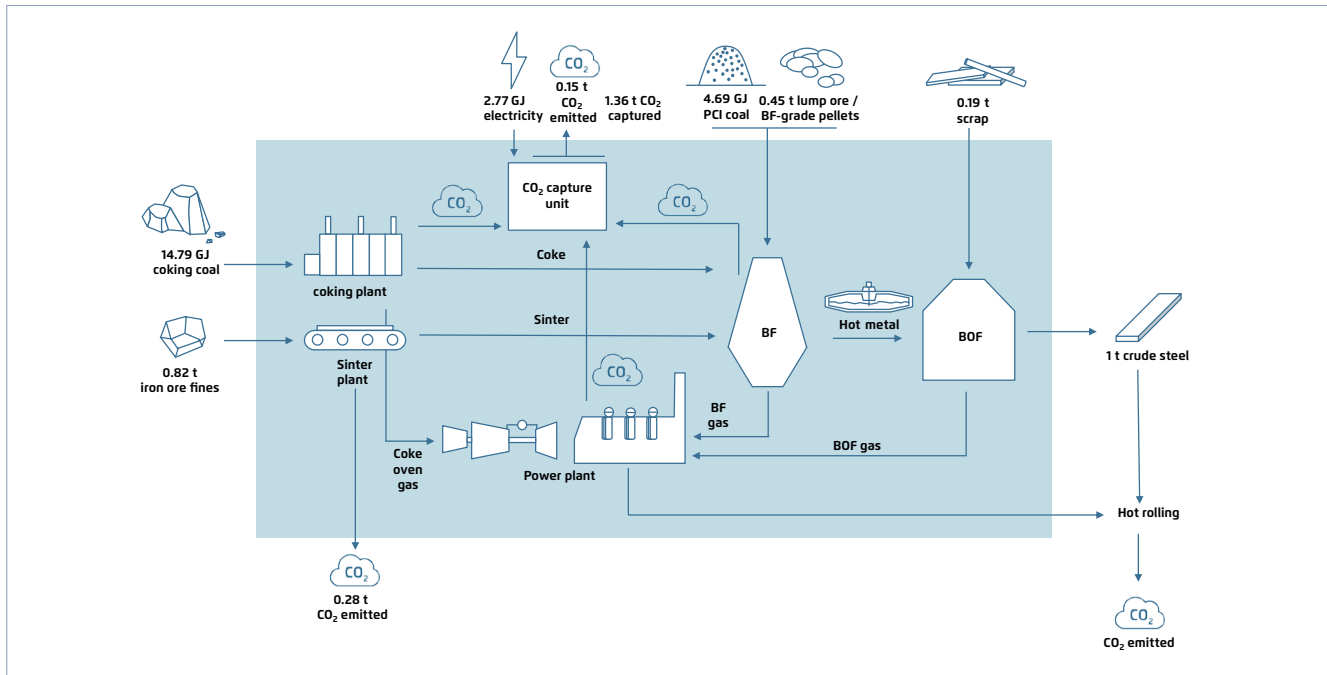 2.77 GJ
electricity
CO₂
0.15 t
CO₂
emitted
1.36 t CO₂
captured
4.69 GJ
PCI coal
0.45 t lump ore /
BF-grade pellets
0.19 t
scrap
CO₂ capture
unit
CO₂
CO₂
14.79 GJ
coking coal
coking plant
Coke
0.82 t
iron ore fines
Sinter
plant
Sinter
BF
Hot metal
BOF
1 t crude steel
CO₂
BF
gas
BOF gas
Coke
oven
gas
Power plant
Hot rolling
CO₂
0.28 t
CO₂ emitted
CO₂
CO₂ emitted